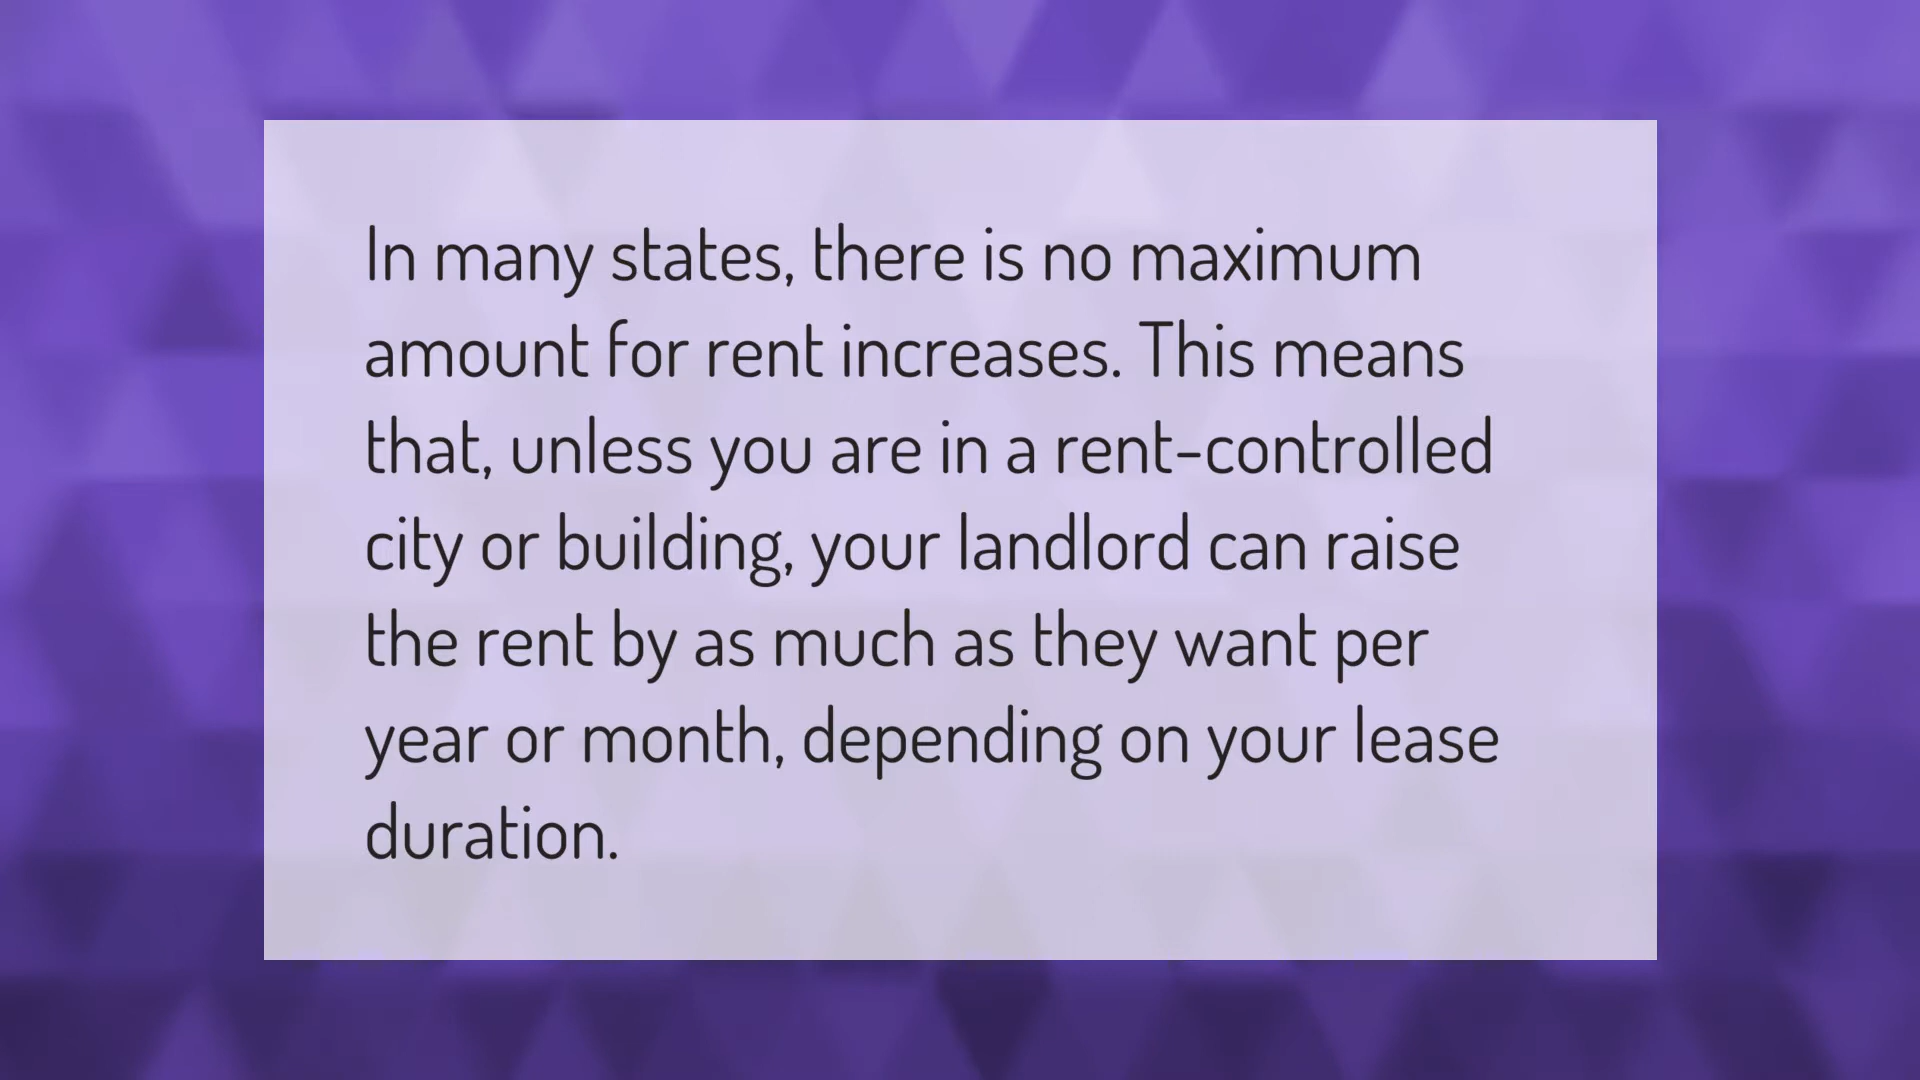 In many states, there is no maximum
amount for rent increases. This means
that, unless you are in a rent-controlled
city or building, your landlord can raise
the rent by as much as they want per
year or month, depending on your lease
duration.